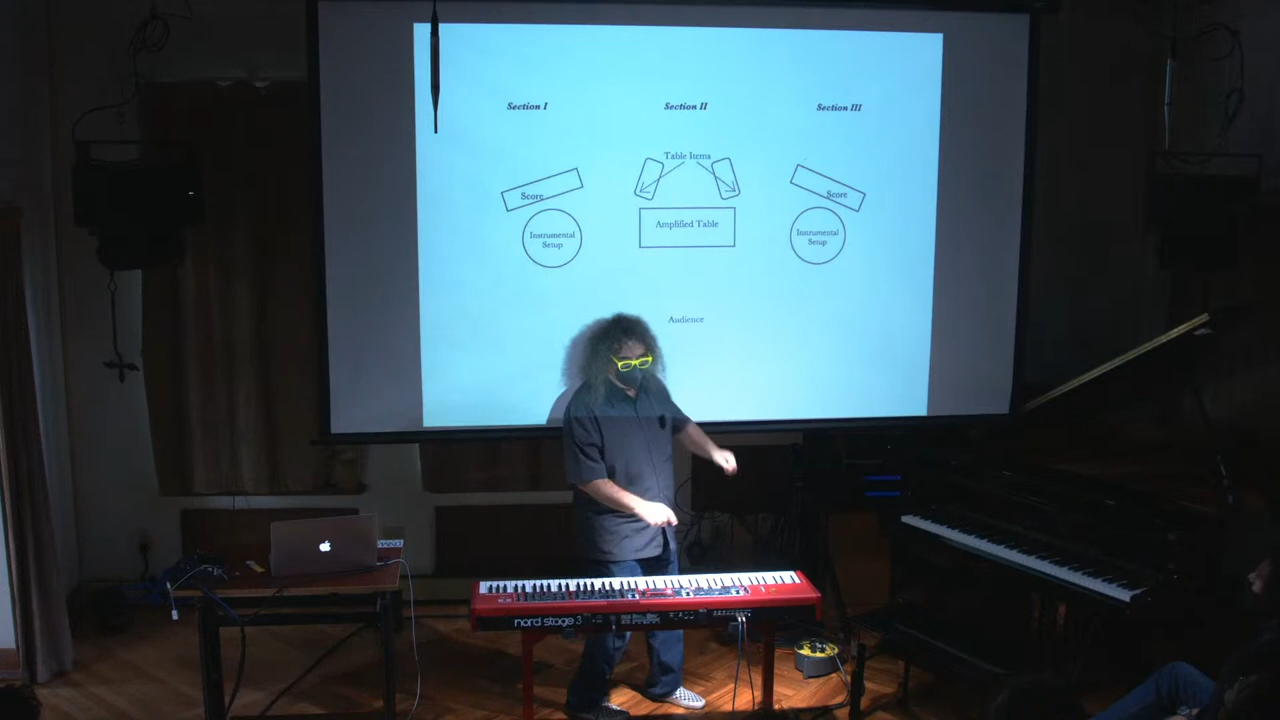 Section I
Section II
Section III
Table Items
Score
Score
Instrumental
Setup
Amplified Table
Instrumental
Setup
Audience
nord stage 3